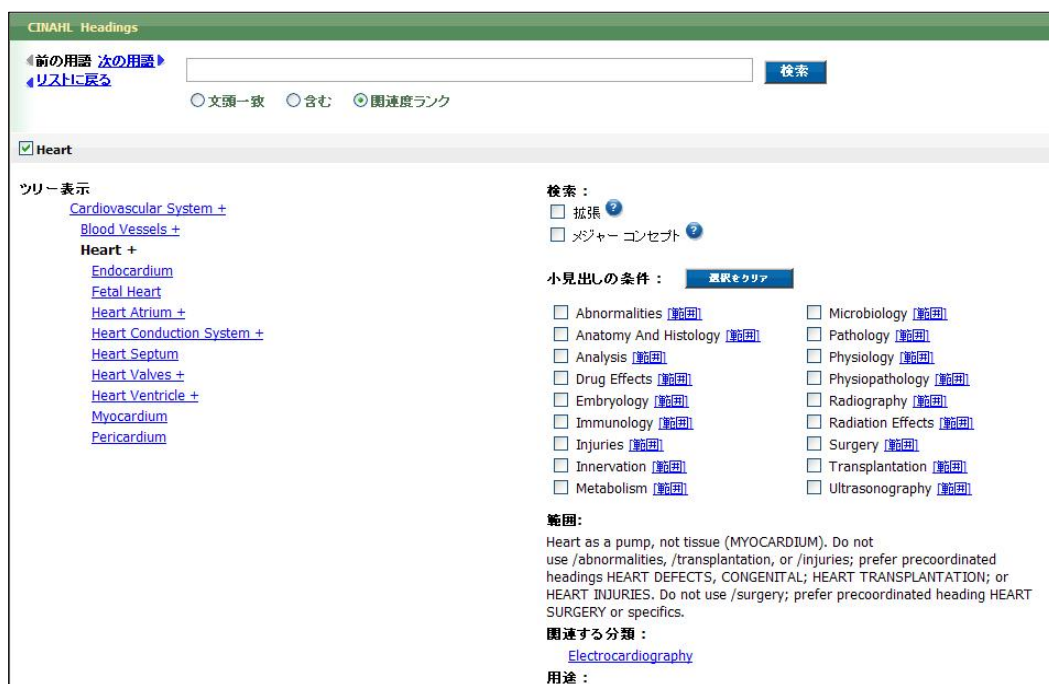 CINAHL Headings
前の用語 次の用語
リストに戻る
検索
文頭一致 含む 関連度ランク
Heart
ツリー表示
Cardiovascular System +
Blood Vessels +
Heart +
Endocardium
Fetal Heart
Heart Atrium +
Heart Conduction System +
Heart Septum
Heart Valves +
Heart Ventricle +
Myocardium
Pericardium
検索：
拡張 ?
メジャー コンセプト ?
小見出しの条件： 選択をクリア
Abnormalities [範囲]
Anatomy And Histology [範囲]
Analysis [範囲]
Drug Effects [範囲]
Embryology [範囲]
Immunology [範囲]
Injuries [範囲]
Innervation [範囲]
Metabolism [範囲]
Microbiology [範囲]
Pathology [範囲]
Physiology [範囲]
Physiopathology [範囲]
Radiography [範囲]
Radiation Effects [範囲]
Surgery [範囲]
Transplantation [範囲]
Ultrasonography [範囲]
範囲:
Heart as a pump, not tissue (MYOCARDIUM). Do not
use /abnormalities, /transplantation, or /injuries; prefer precoordinated
headings HEART DEFECTS, CONGENITAL; HEART TRANSPLANTATION; or
HEART INJURIES. Do not use /surgery; prefer precoordinated heading HEART
SURGERY or specifics.
関連する分類：
Electrocardiography
用途：